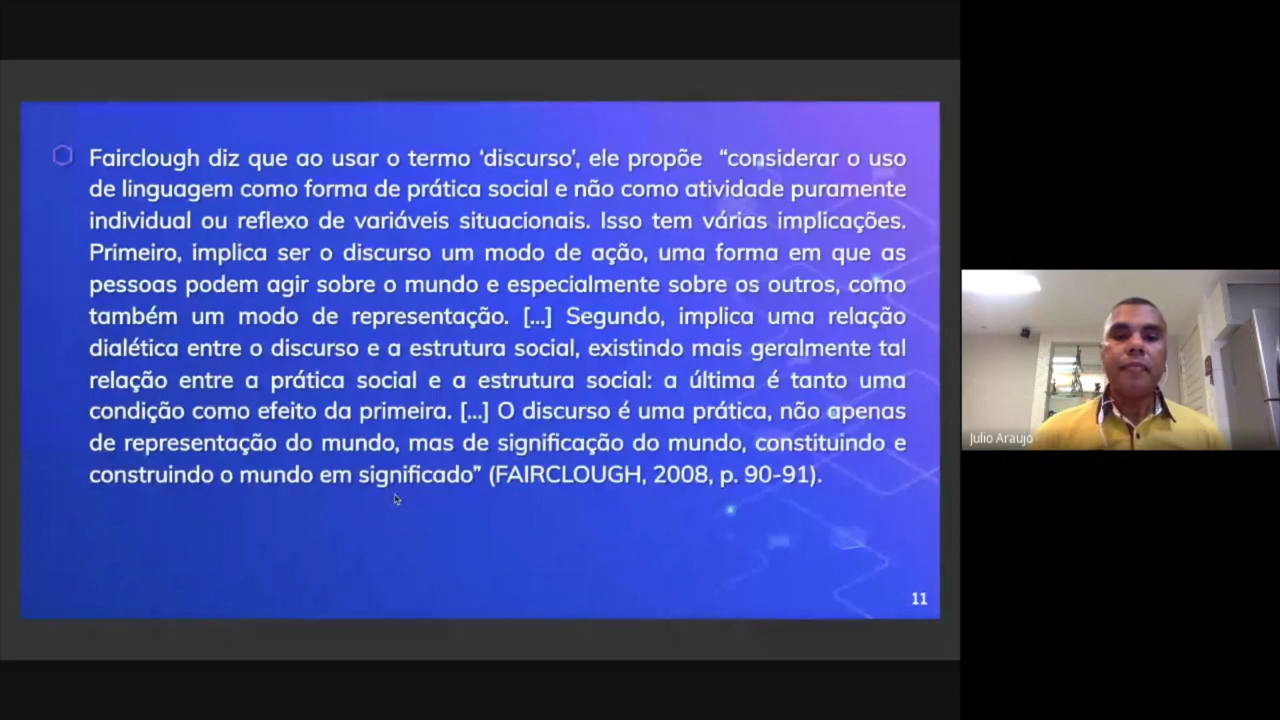 Fairclough diz que ao usar o termo ‘discurso’, ele propõe “considerar o uso
de linguagem como forma de prática social e não como atividade puramente
individual ou reflexo de variáveis situacionais. Isso tem várias implicações.
Primeiro, implica ser o discurso um modo de ação, uma forma em que as
pessoas podem agir sobre o mundo e especialmente sobre os outros, como
também um modo de representação. [...] Segundo, implica uma relação
dialética entre o discurso e a estrutura social, existindo mais geralmente tal
relação entre a prática social e a estrutura social: a última é tanto uma
condição como efeito da primeira. [...] O discurso é uma prática, não apenas
de representação do mundo, mas de significação do mundo, constituindo e
construindo o mundo em significado” (FAIRCLOUGH, 2008, p. 90-91).
11
Julio Araujo